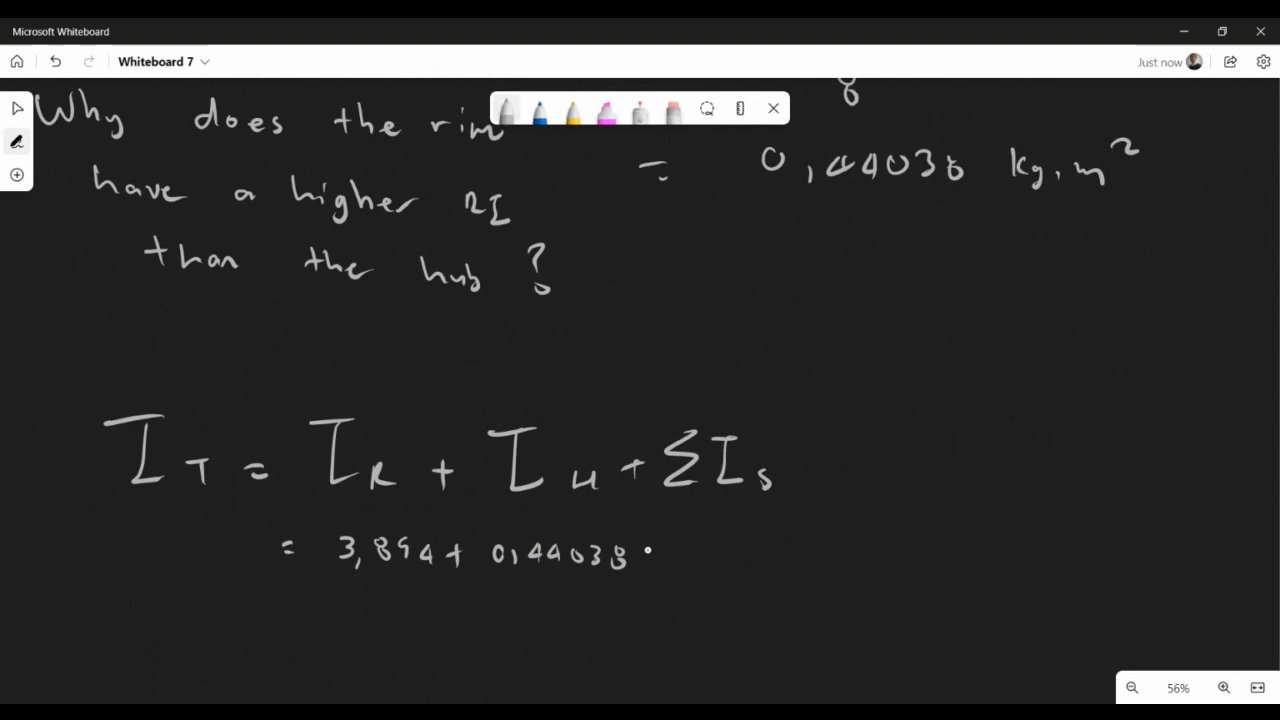 Microsoft Whiteboard
Whiteboard 7
Just now
Why does the rim
have a higher
than the hub?
8
= 0,44038 kg.m²
I_T = I_R + I_H + ΣI_S
= 3,894 + 0,44038
56%